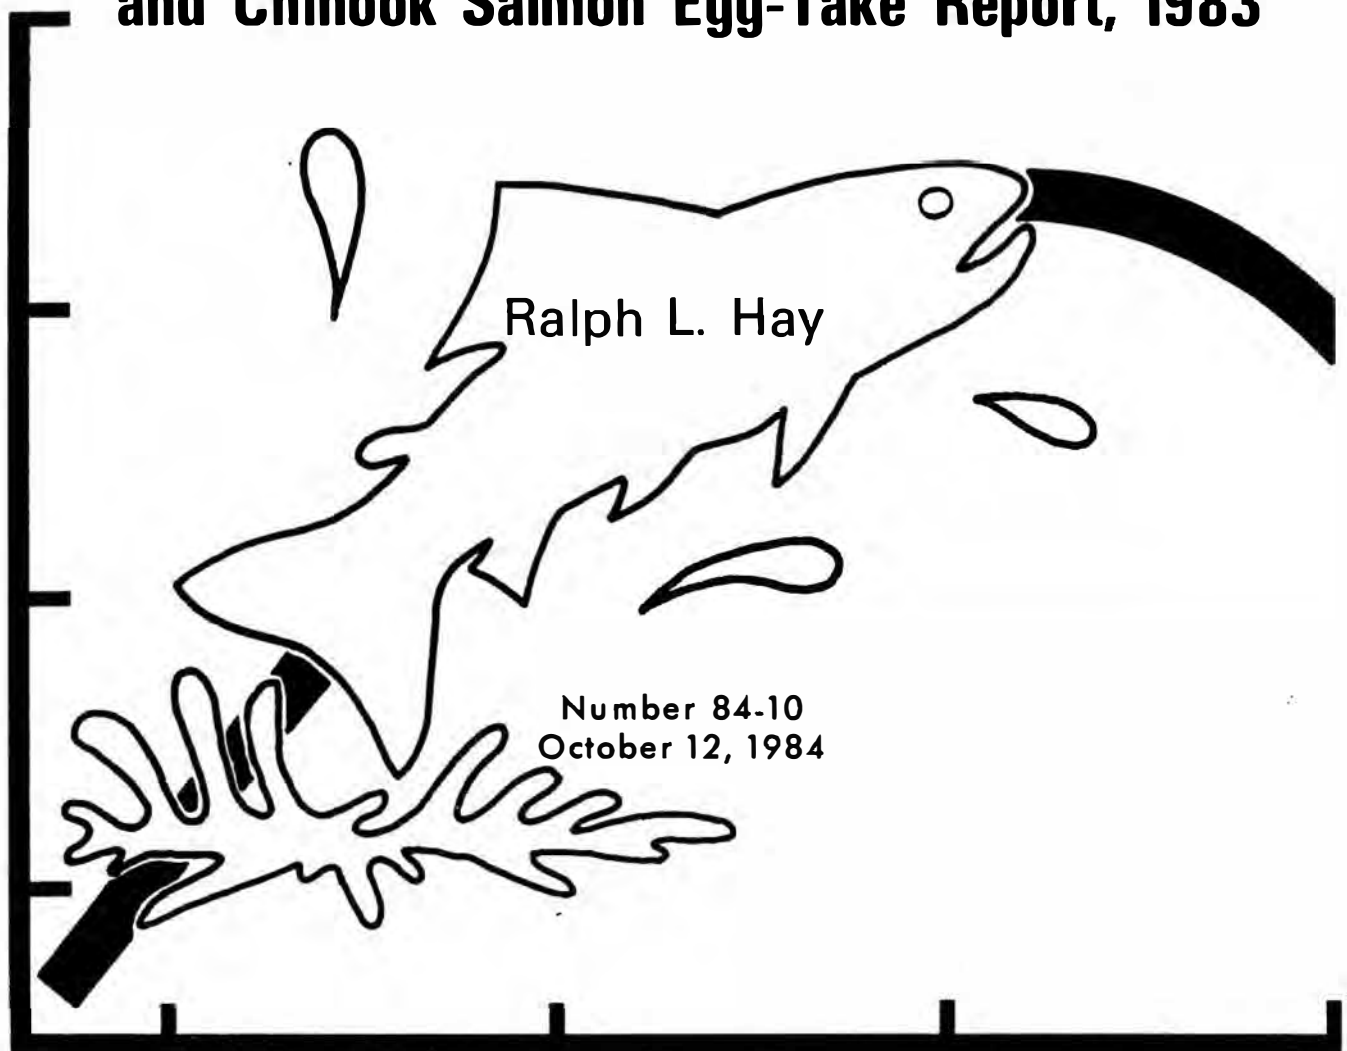 and Chinook Salmon Egg-Take Report, 1983
Ralph L. Hay
Number 84-10
October 12, 1984